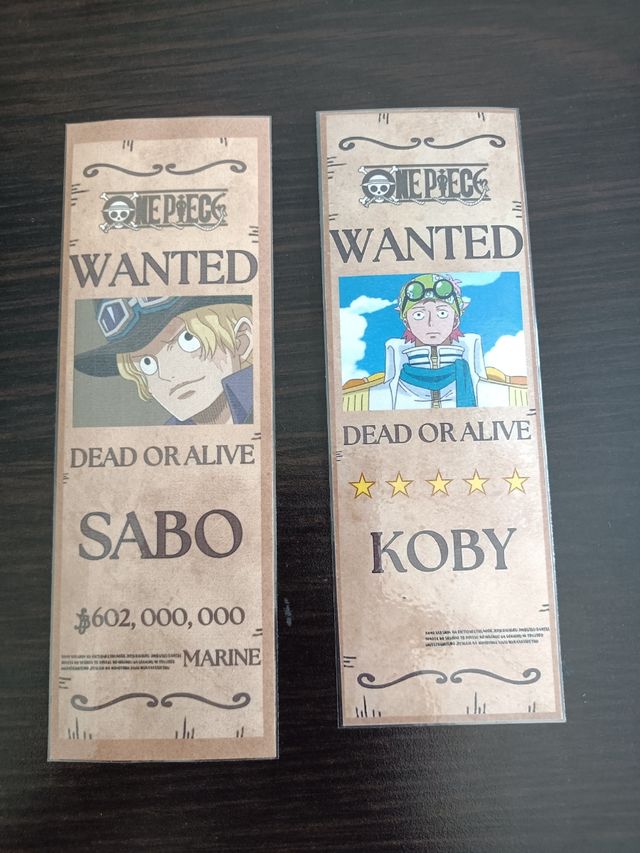 ONE PIECE
WANTED
DEAD OR ALIVE
SABO
฿602,000,000
MARINE
ONE PIECE
WANTED
DEAD OR ALIVE
KOBY